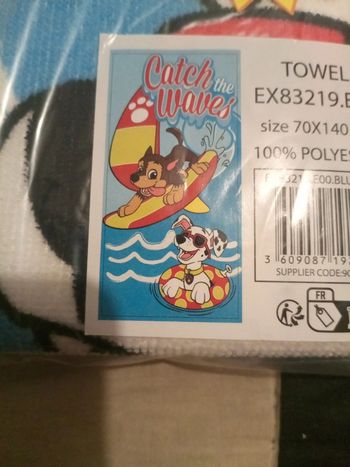 Catch the
Waves
TOWEL
EX83219.E
size 70X140
100% POLYES
3 609087 19
SUPPLIER CODE:90
FR